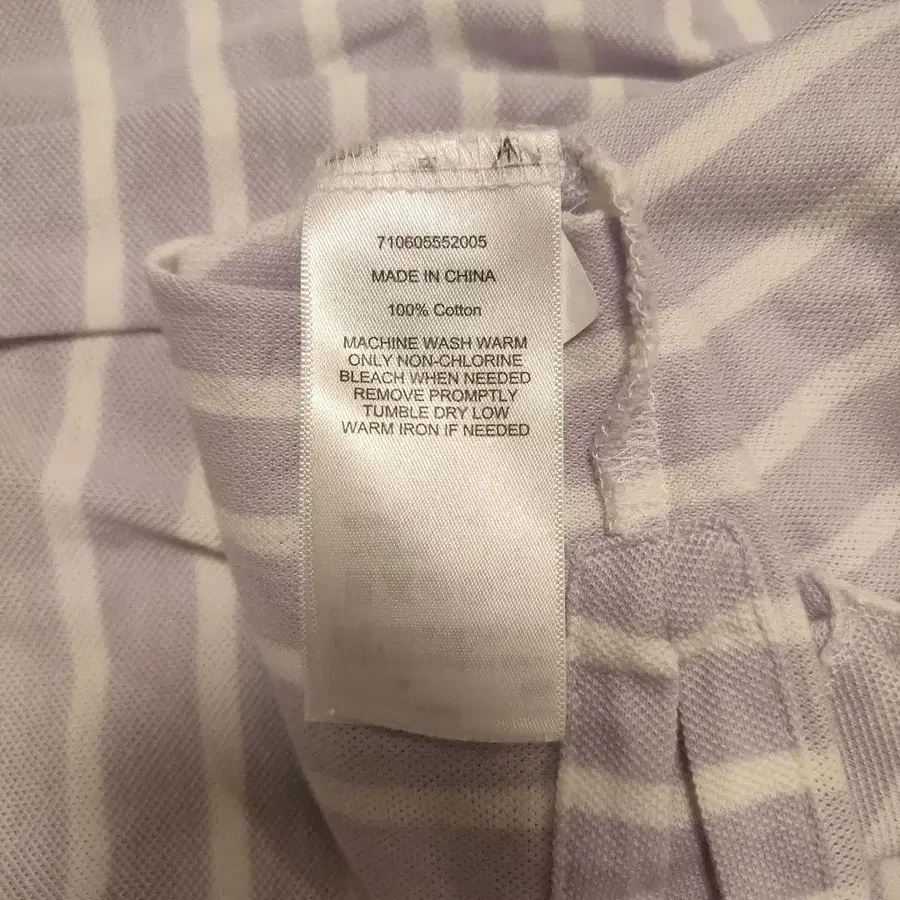 710605552005
MADE IN CHINA
100% Cotton
MACHINE WASH WARM
ONLY NON-CHLORINE
BLEACH WHEN NEEDED
REMOVE PROMPTLY
TUMBLE DRY LOW
WARM IRON IF NEEDED